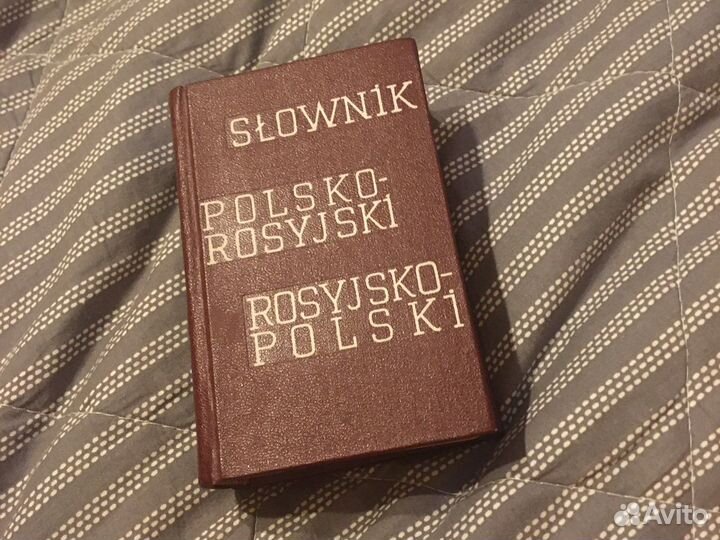 SŁOWNIK
POLSKO-
ROSYJSKI
ROSYJSKO-
POLSKI
Avito